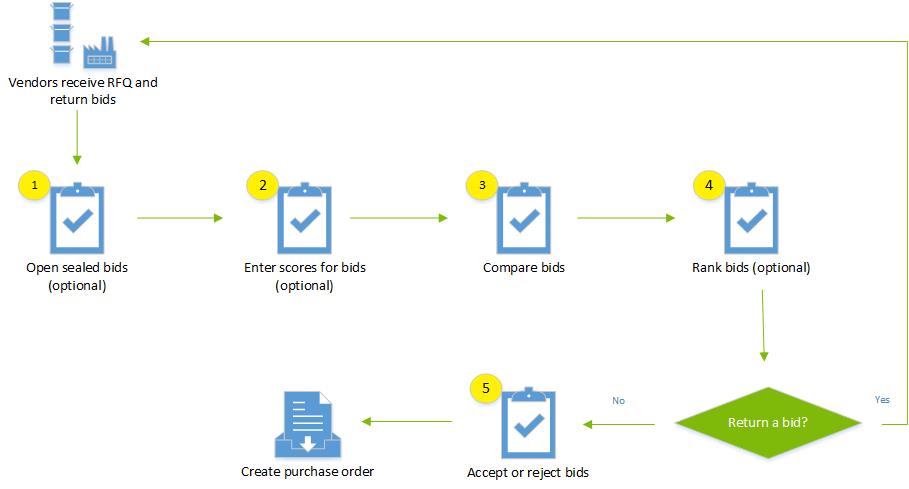 Vendors receive RFQ and
return bids
1
2
3
4
Open sealed bids
(optional)
Enter scores for bids
(optional)
Compare bids
Rank bids (optional)
5
No
Yes
Return a bid?
Create purchase order
Accept or reject bids